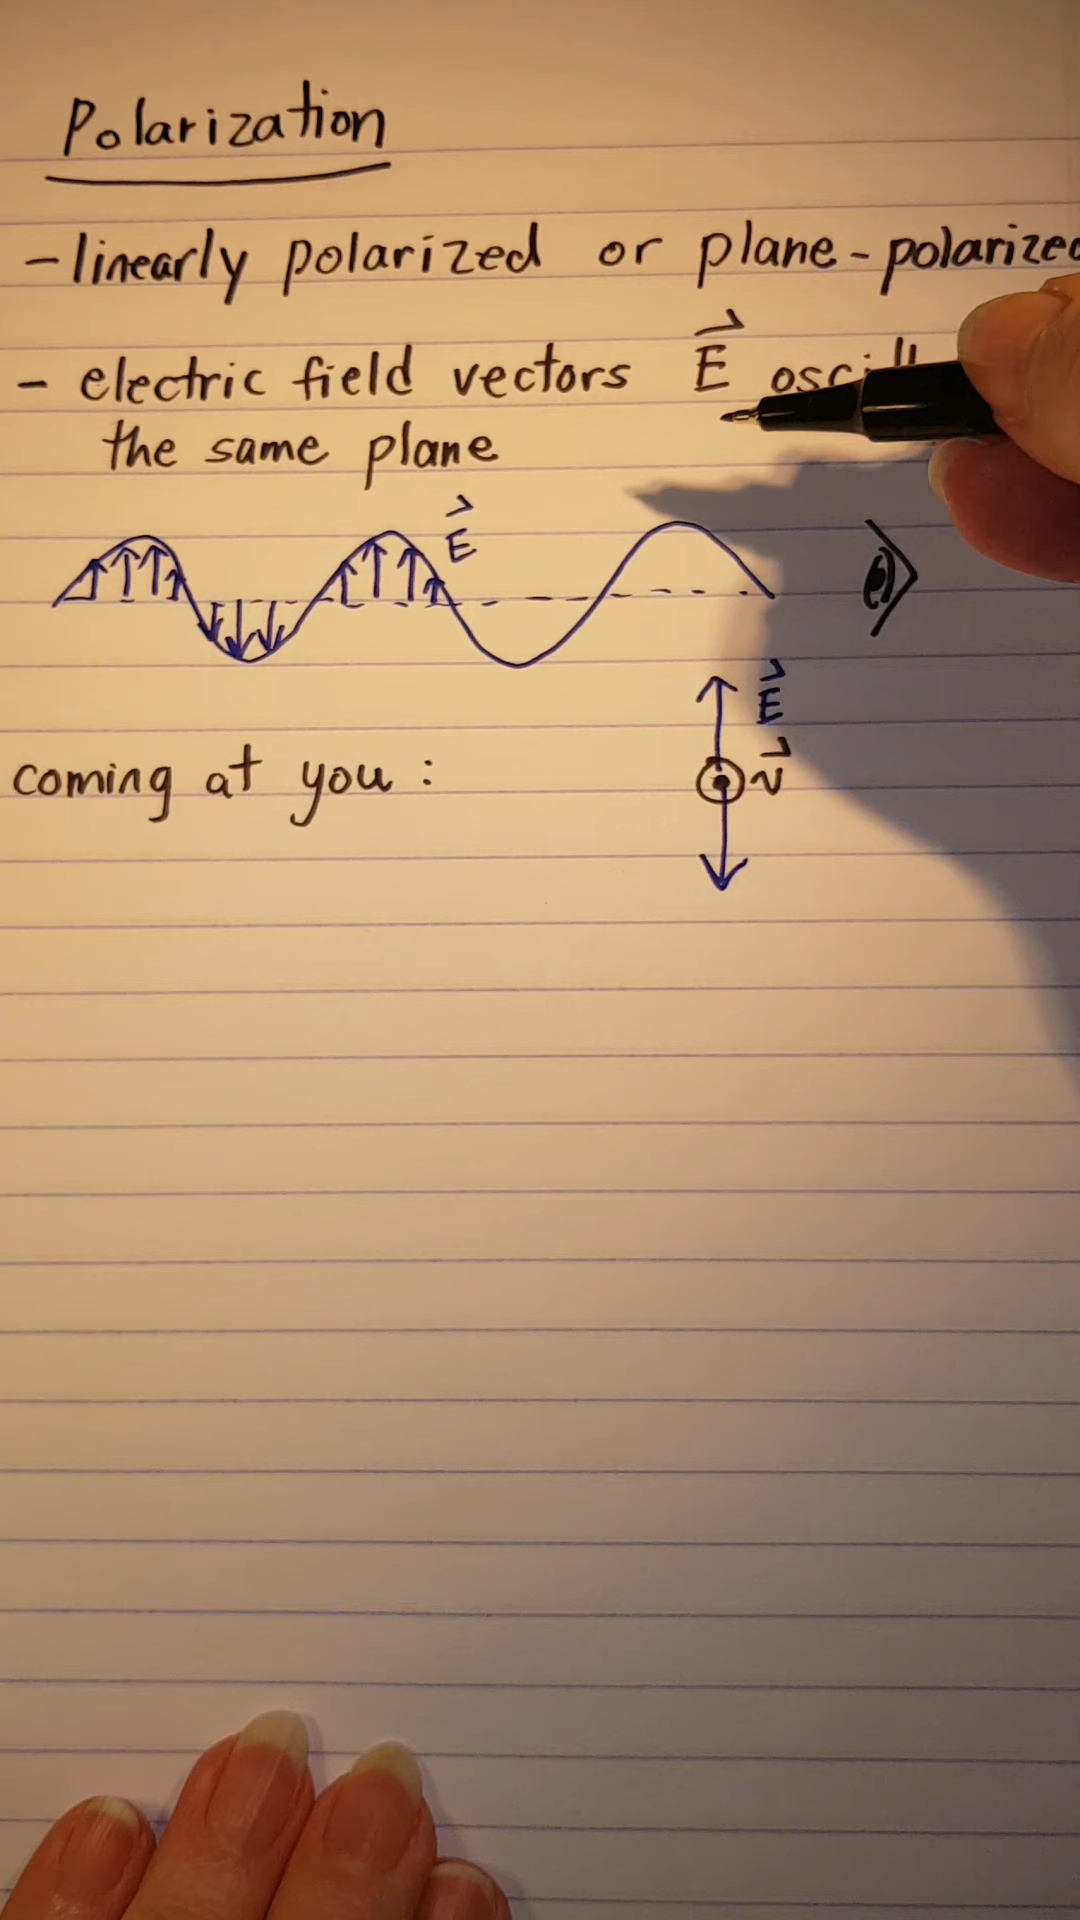 Polarization
- linearly polarized or plane-polarized
- electric field vectors E⃗
the same plane
E⃗
E⃗
coming at you : v⃗